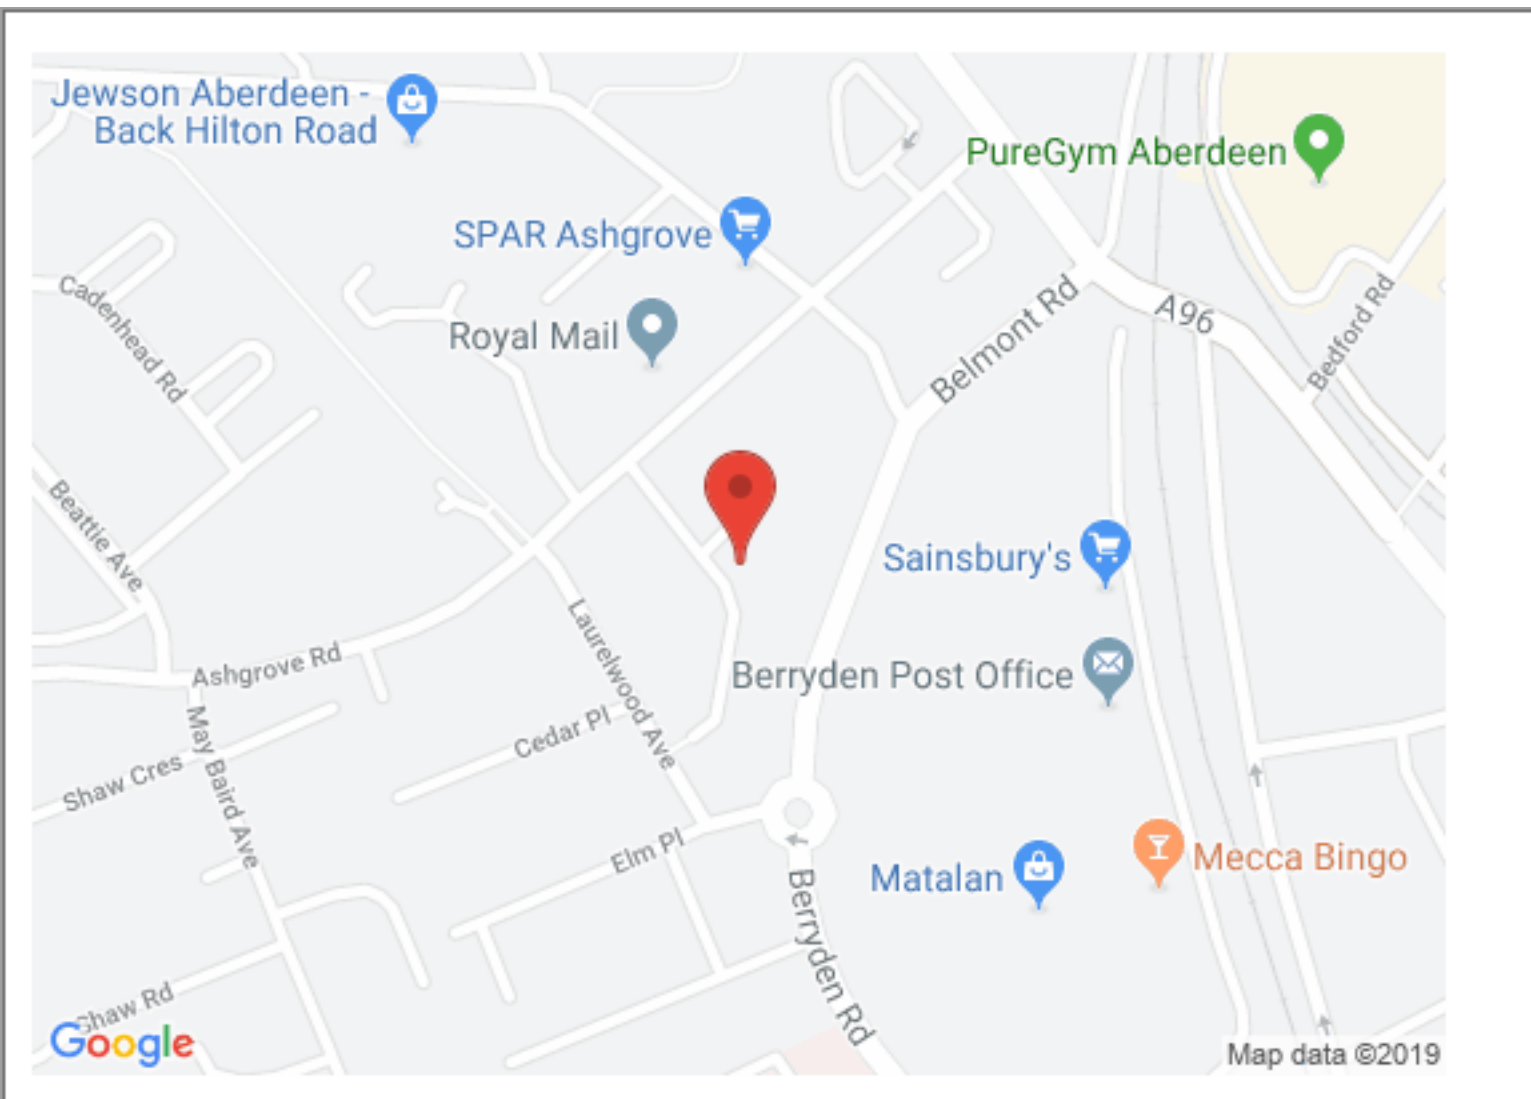 Jewson Aberdeen -
Back Hilton Road
PureGym Aberdeen
SPAR Ashgrove
Cadenhead Rd
Royal Mail
Belmont Rd
A96
Bedford Rd
Beattie Ave
Sainsbury's
Laurelwood Ave
Ashgrove Rd
Berryden Post Office
May Baird Ave
Cedar Pl
Shaw Cres
Elm Pl
Matalan
Mecca Bingo
Berryden Rd
Shaw Rd
Google
Map data ©2019